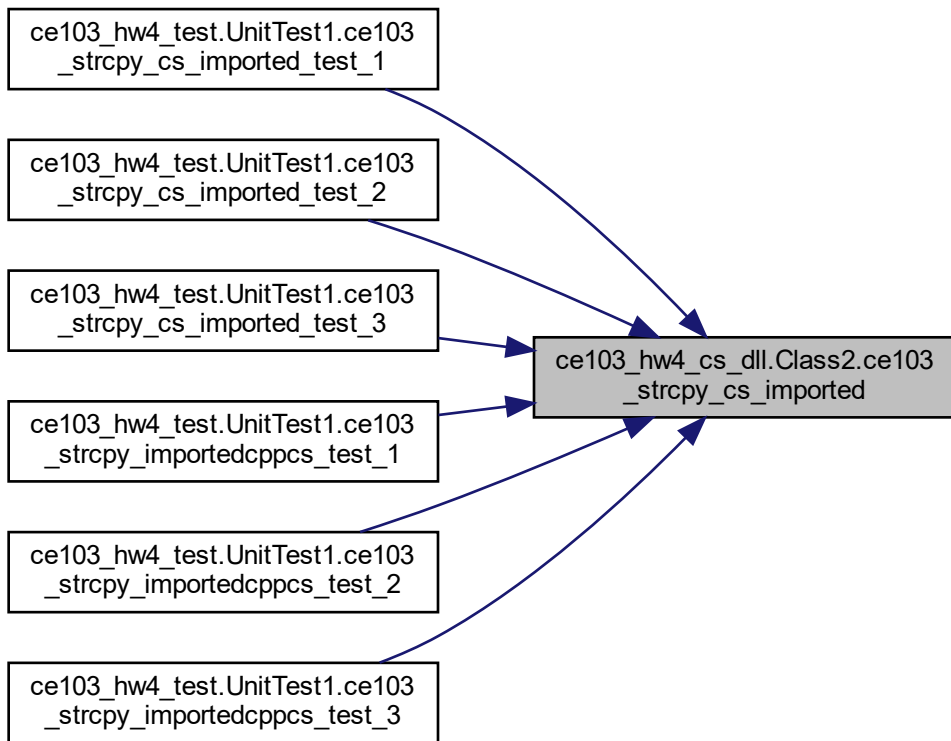 ce103_hw4_test.UnitTest1.ce103
_strcpy_cs_imported_test_1
ce103_hw4_test.UnitTest1.ce103
_strcpy_cs_imported_test_2
ce103_hw4_test.UnitTest1.ce103
_strcpy_cs_imported_test_3
ce103_hw4_cs_dll.Class2.ce103
_strcpy_cs_imported
ce103_hw4_test.UnitTest1.ce103
_strcpy_importedcppcs_test_1
ce103_hw4_test.UnitTest1.ce103
_strcpy_importedcppcs_test_2
ce103_hw4_test.UnitTest1.ce103
_strcpy_importedcppcs_test_3